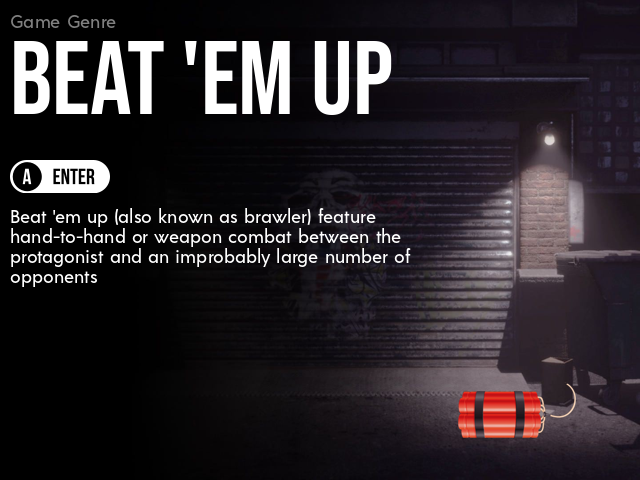 Game Genre
BEAT 'EM UP
A ENTER
Beat 'em up (also known as brawler) feature
hand-to-hand or weapon combat between the
protagonist and an improbably large number of
opponents